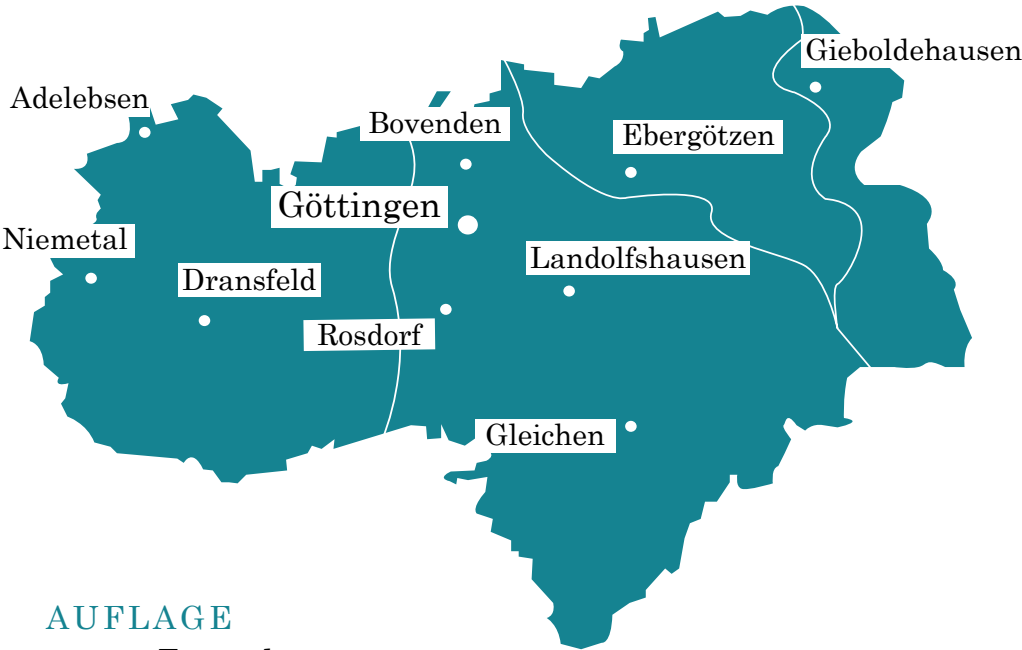 Gieboldehausen
Adelebsen
Bovenden
Ebergötzen
Göttingen
Niemetal
Landolfshausen
Dransfeld
Rosdorf
Gleichen
AUFLAGE